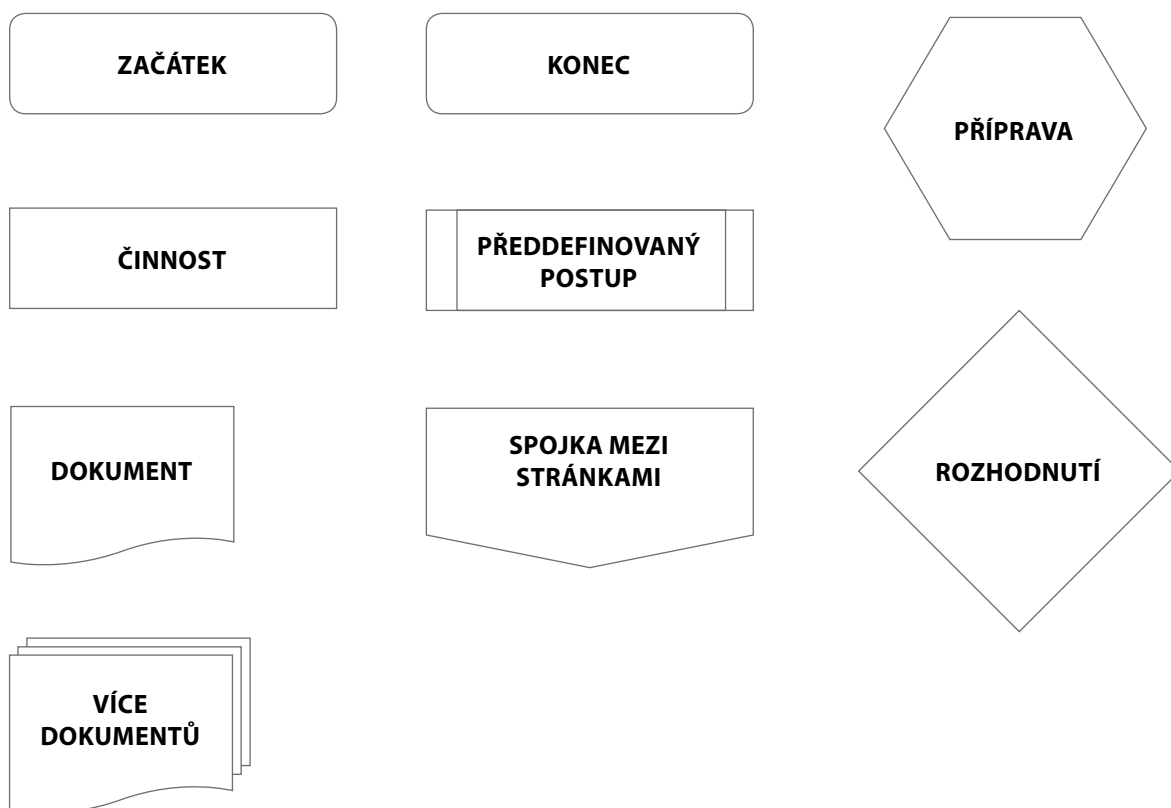 ZAČÁTEK
KONEC
PŘÍPRAVA
ČINNOST
PŘEDDEFINOVANÝ
POSTUP
DOKUMENT
SPOJKA MEZI
STRÁNKAMI
ROZHODNUTÍ
VÍCE
DOKUMENTŮ